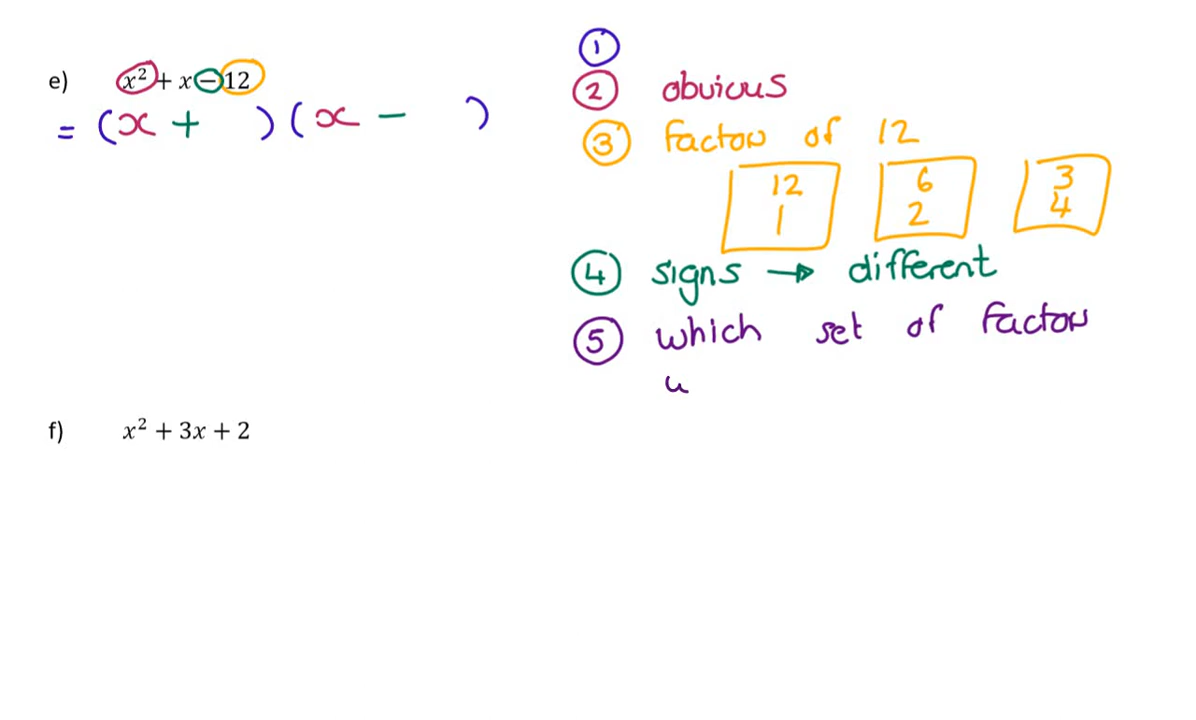 e) x² + x − 12
= (x + )(x − )
①
② obvious
③ factors of 12
12 6 3
1 2 4
④ signs → different
⑤ which set of factors
u
f) x² + 3x + 2